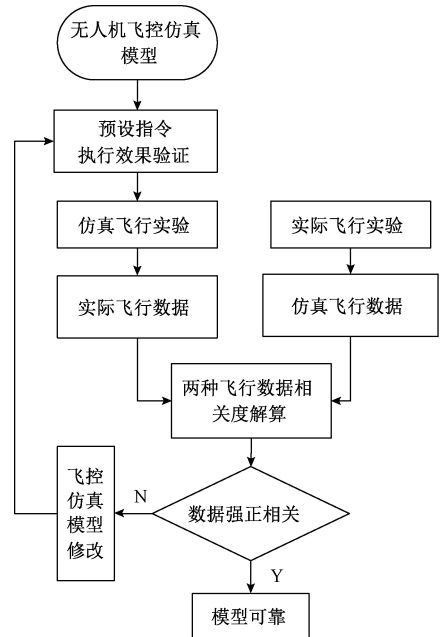 无人机飞控仿真
模型
预设指令
执行效果验证
仿真飞行实验
实际飞行实验
实际飞行数据
仿真飞行数据
两种飞行数据相
关度解算
飞控
仿真
模型
修改
N
数据强正相关
Y
模型可靠